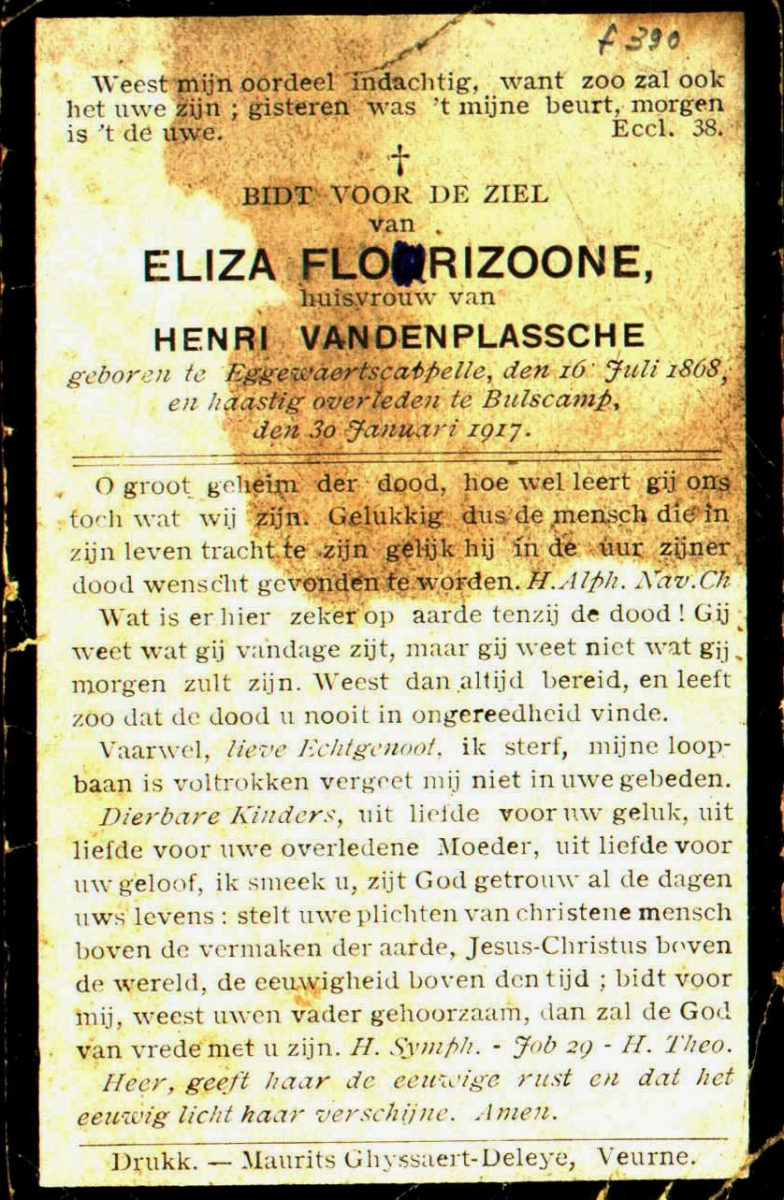 f 390
Weest mijn oordeel indachtig, want zoo zal ook
het uwe zijn ; gisteren was 't mijne beurt, morgen
is 't de uwe. Eccl. 38.
†
BIDT VOOR DE ZIEL
van
ELIZA FLO RIZOONE,
huisvrouw van
HENRI VANDENPLASSCHE
geboren te Eggewaertscappelle, den 16 Juli 1868,
en haastig overleden te Bulscamp,
den 30 Januari 1917.
O groot geheim der dood, hoe wel leert gij ons
toch wat wij zijn. Gelukkig dus de mensch die in
zijn leven tracht te zijn gelijk hij in de uur zijner
dood wenscht gevonden te worden. H. Alph. Nav. Ch
Wat is er hier zeker op aarde tenzij de dood ! Gij
weet wat gij vandage zijt, maar gij weet niet wat gij
morgen zult zijn. Weest dan altijd bereid, en leeft
zoo dat de dood u nooit in ongereedheid vinde.
Vaarwel, lieve Echtgenoot, ik sterf, mijne loop-
baan is voltrokken vergeet mij niet in uwe gebeden.
Dierbare Kinders, uit liefde voor uw geluk, uit
liefde voor uwe overledene Moeder, uit liefde voor
uw geloof, ik smeek u, zijt God getrouw al de dagen
uws levens : stelt uwe plichten van christene mensch
boven de vermaken der aarde, Jesus-Christus boven
de wereld, de eeuwigheid boven den tijd ; bidt voor
mij, weest uwen vader gehoorzaam, dan zal de God
van vrede met u zijn. H. Symph. - Job 29 - H. Theo.
Heer, geeft haar de eeuwige rust en dat het
eeuwig licht haar verschijne. Amen.
Drukk. — Maurits Ghyssaert-Deleye, Veurne.